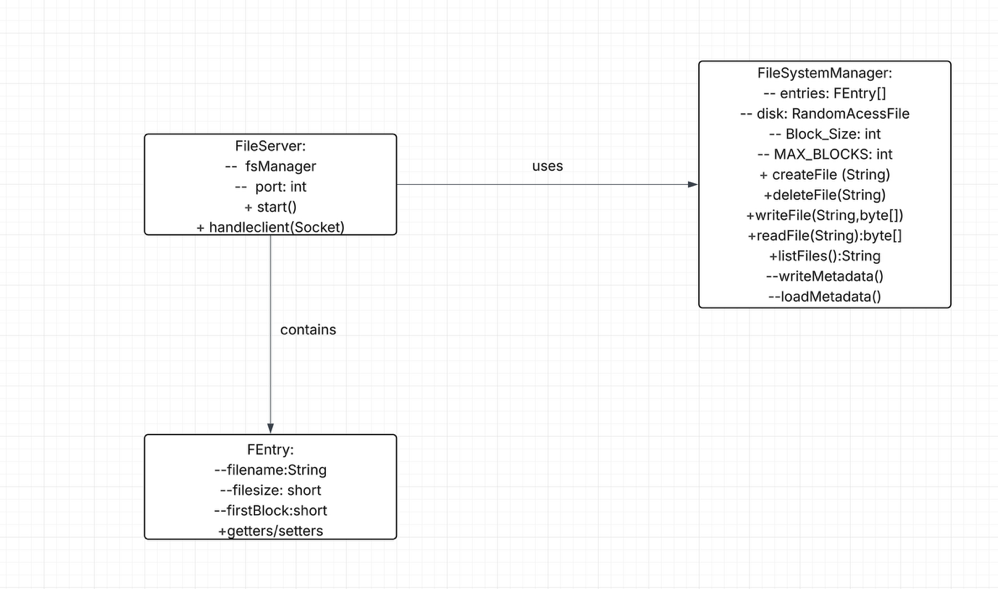 FileServer:
-- fsManager
-- port: int
+ start()
+ handleclient(Socket)
uses
FileSystemManager:
-- entries: FEntry[]
-- disk: RandomAcessFile
-- Block_Size: int
-- MAX_BLOCKS: int
+ createFile (String)
+deleteFile(String)
+writeFile(String,byte[])
+readFile(String):byte[]
+listFiles():String
--writeMetadata()
--loadMetadata()
contains
FEntry:
--filename:String
--filesize: short
--firstBlock:short
+getters/setters